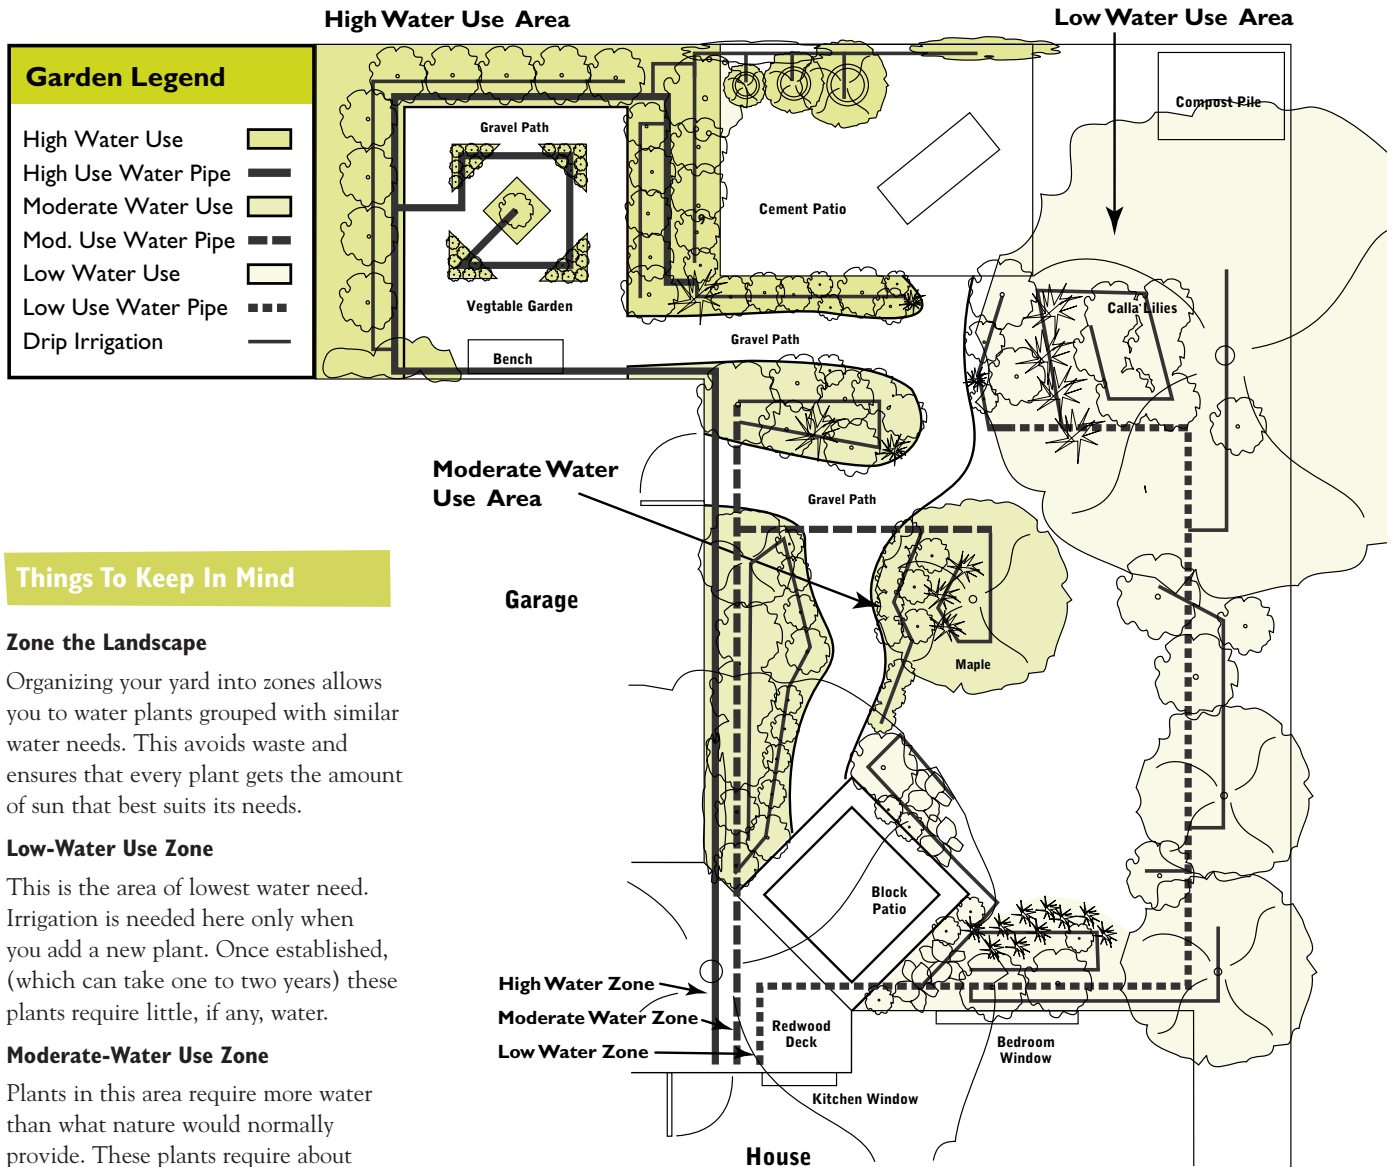 High Water Use Area
Low Water Use Area
Garden Legend
High Water Use
High Use Water Pipe
Moderate Water Use
Mod. Use Water Pipe
Low Water Use
Low Use Water Pipe
Drip Irrigation
Gravel Path
Vegtable Garden
Bench
Cement Patio
Compost Pile
Calla Lilies
Gravel Path
Moderate Water
Use Area
Gravel Path
Garage
Maple
Block
Patio
High Water Zone
Moderate Water Zone
Low Water Zone
Redwood
Deck
Bedroom
Window
Kitchen Window
House
Things To Keep In Mind
Zone the Landscape
Organizing your yard into zones allows
you to water plants grouped with similar
water needs. This avoids waste and
ensures that every plant gets the amount
of sun that best suits its needs.
Low-Water Use Zone
This is the area of lowest water need.
Irrigation is needed here only when
you add a new plant. Once established,
(which can take one to two years) these
plants require little, if any, water.
Moderate-Water Use Zone
Plants in this area require more water
than what nature would normally
provide. These plants require about